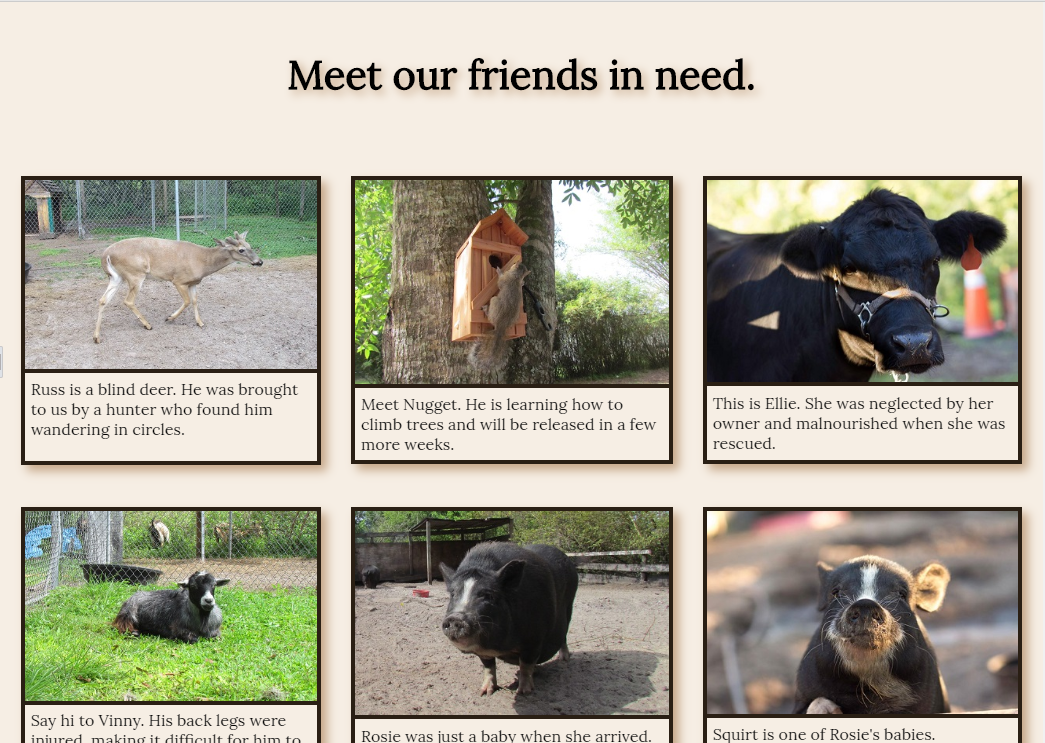 Meet our friends in need.
Russ is a blind deer. He was brought
to us by a hunter who found him
wandering in circles.
Meet Nugget. He is learning how to
climb trees and will be released in a few
more weeks.
This is Ellie. She was neglected by her
owner and malnourished when she was
rescued.
Say hi to Vinny. His back legs were
injured, making it difficult for him to
Rosie was just a baby when she arrived.
Squirt is one of Rosie's babies.